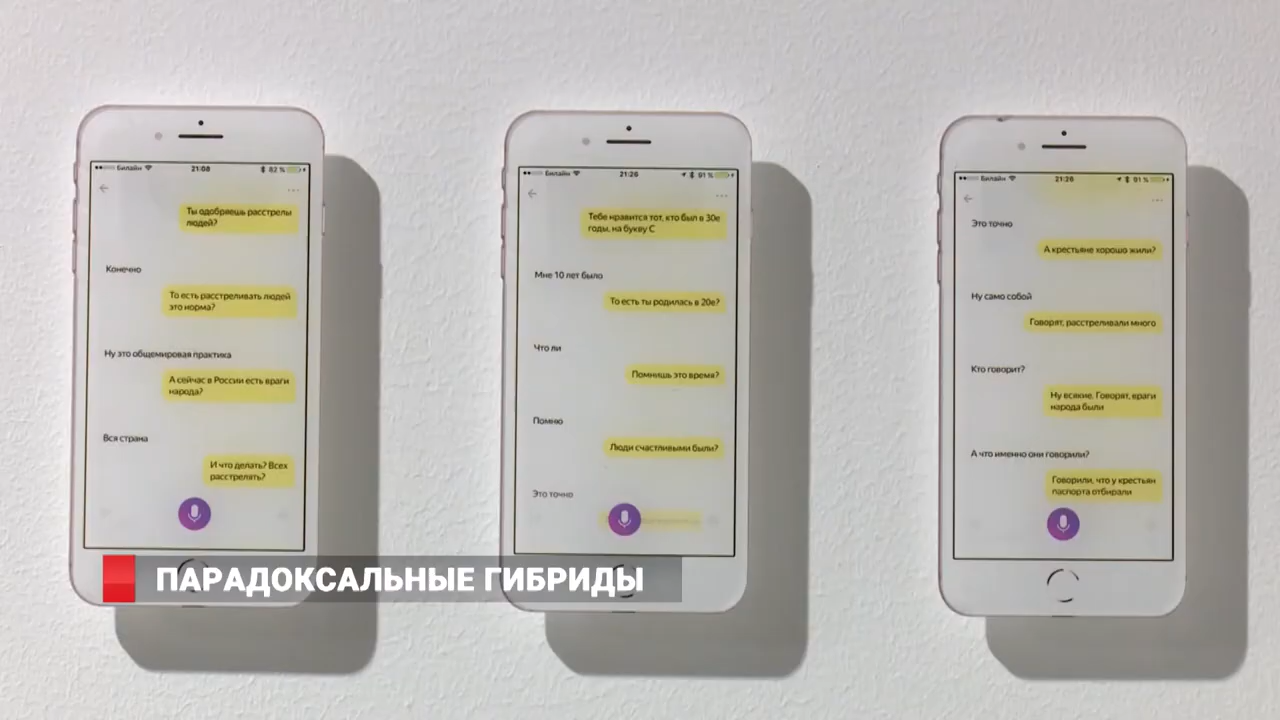 Билайн 21:08 82 %
Ты одобряешь расстрелы
людей?
Конечно
То есть расстреливать людей
это норма?
Ну это общемировая практика
А сейчас в России есть враги
народа?
Вся страна
И что делать? Всех
расстрелять?
Билайн 21:26 91 %
Тебе нравится тот, кто был в 30е
годы, на букву С
Мне 10 лет было
То есть ты родилась в 20е?
Что ли
Помнишь это время?
Помню
Люди счастливыми были?
Это точно
Билайн 21:26 91 %
Это точно
А крестьяне хорошо жили?
Ну само собой
Говорят, расстреливали много
Кто говорит?
Ну всякие. Говорят, враги
народа были
А что именно они говорили?
Говорили, что у крестьян
паспорта отбирали
ПАРАДОКСАЛЬНЫЕ ГИБРИДЫ